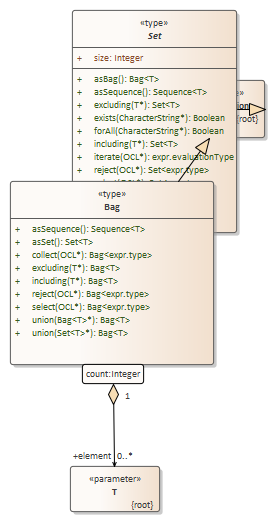 «type»
Set
+ size: Integer
+ asBag(): Bag<T>
+ asSequence(): Sequence<T>
+ excluding(T*): Set<T>
+ exists(CharacterString*): Boolean
+ forAll(CharacterString*): Boolean
+ including(T*): Set<T>
+ iterate(OCL*): expr.evaluationType
+ reject(OCL*): Set<expr.type>
{root}
«type»
Bag
+ asSequence(): Sequence<T>
+ asSet(): Set<T>
+ collect(OCL*): Bag<expr.type>
+ excluding(T*): Bag<T>
+ including(T*): Bag<T>
+ reject(OCL*): Bag<expr.type>
+ select(OCL*): Bag<expr.type>
+ union(Bag<T>*): Bag<T>
+ union(Set<T>*): Bag<T>
count:Integer
1
+element 0..*
«parameter»
T
{root}